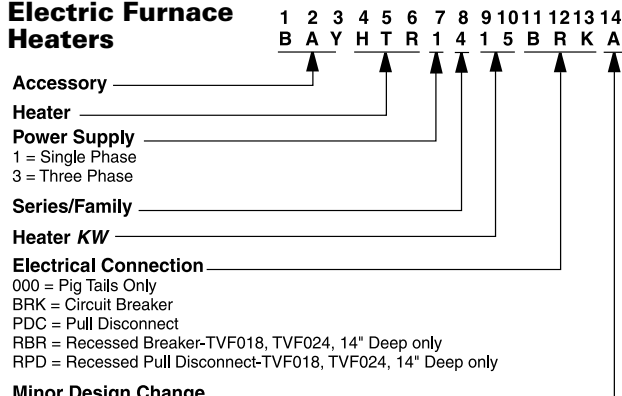 Electric Furnace
Heaters
1 2 3 4 5 6 7 8 9 10 11 12 13 14
B A Y H T R 1 4 1 5 B R K A
Accessory
Heater
Power Supply
1 = Single Phase
3 = Three Phase
Series/Family
Heater KW
Electrical Connection
000 = Pig Tails Only
BRK = Circuit Breaker
PDC = Pull Disconnect
RBR = Recessed Breaker-TVF018, TVF024, 14" Deep only
RPD = Recessed Pull Disconnect-TVF018, TVF024, 14" Deep only
Minor Design Change